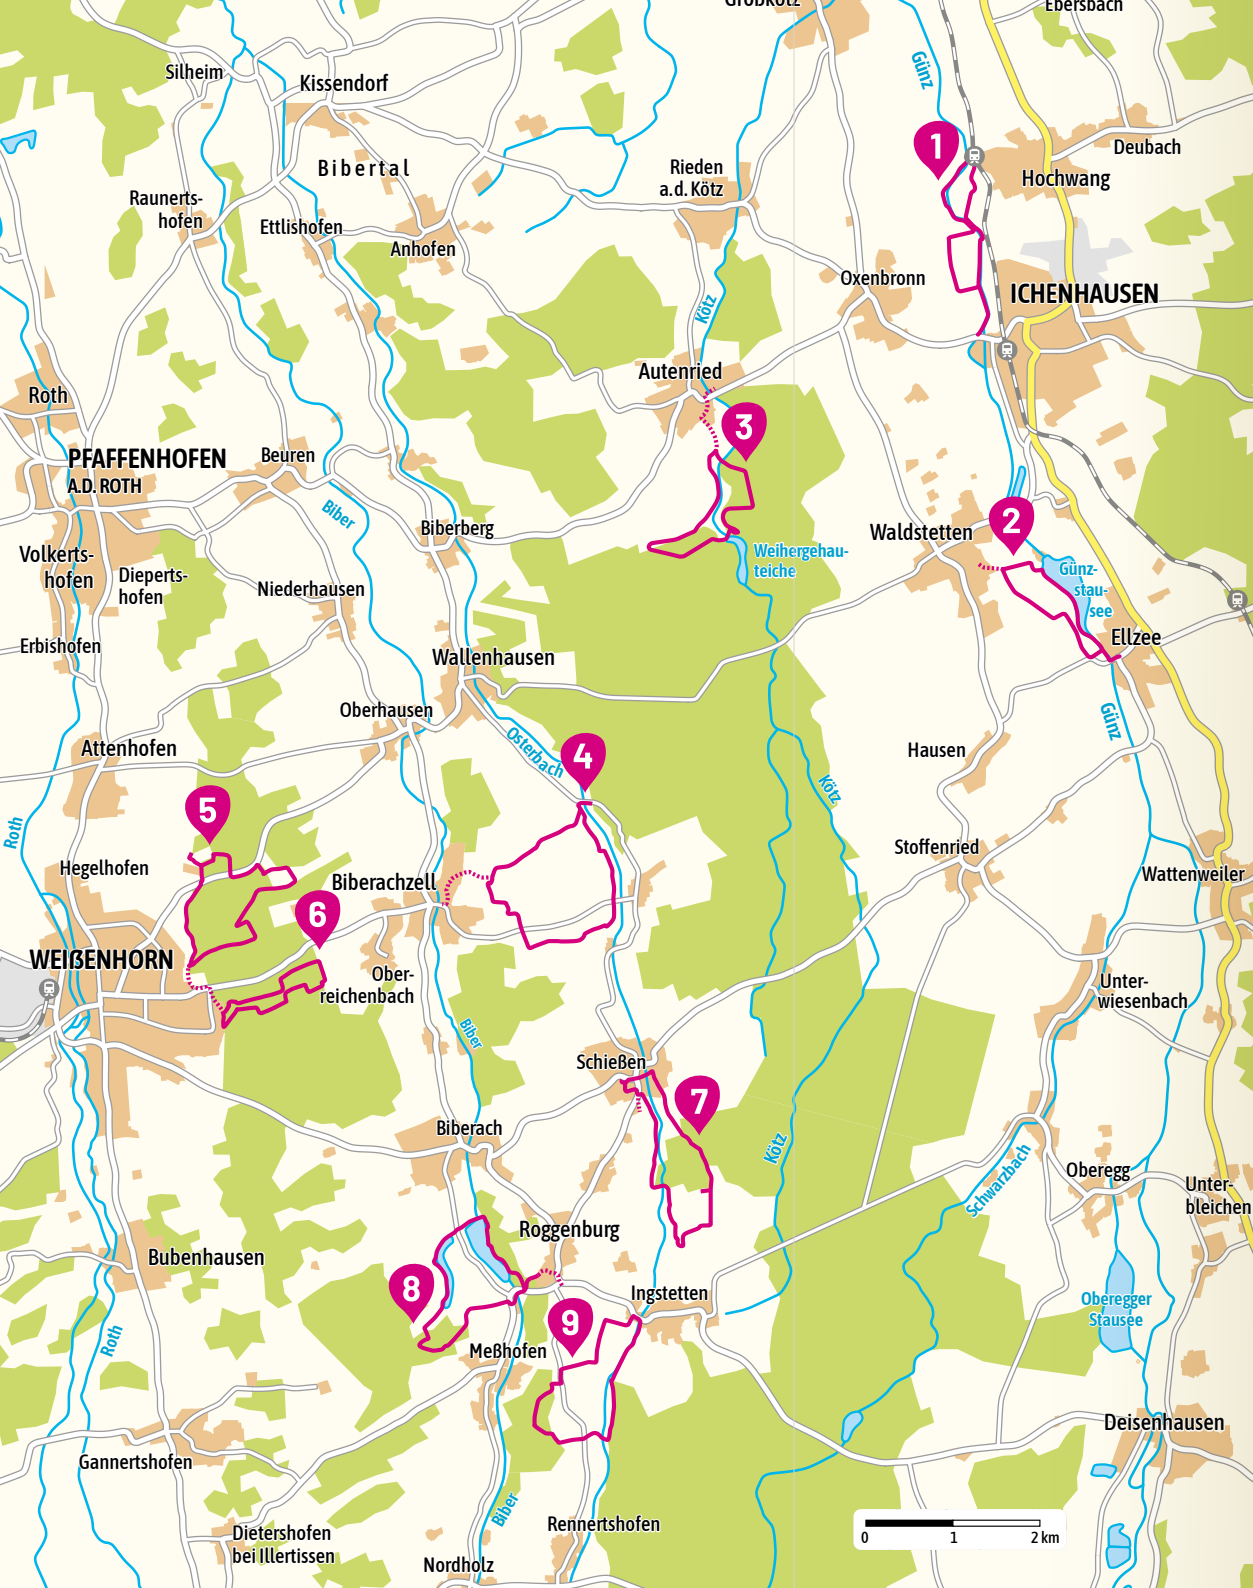 Großkötz
Ebersbach
Günz
Silheim
Kissendorf
1
Deubach
Bibertal
Rieden
a.d. Kötz
Hochwang
Raunerts-
hofen
Ettlishofen
Anhofen
Oxenbronn
ICHENHAUSEN
Kötz
Autenried
Roth
3
PFAFFENHOFEN
A.D. ROTH
Beuren
Biber
Biberberg
2
Waldstetten
Volkerts-
hofen
Weihergehau-
teiche
Dieperts-
hofen
Günz-
stau-
see
Niederhausen
Ellzee
Erbishofen
Wallenhausen
Oberhausen
Günz
Attenhofen
Osterbach
4
Hausen
Kötz
5
Roth
Stoffenried
Hegelhofen
Biberachzell
Wattenweiler
6
WEIßENHORN
Ober-
reichenbach
Unter-
wiesenbach
Biber
Schießen
7
Biberach
Kötz
Schwarzbach
Oberegg
Unter-
bleichen
Roggenburg
Bubenhausen
8
Ingstetten
Oberegger
Stausee
9
Roth
Meßhofen
Deisenhausen
Gannertshofen
Biber
Rennertshofen
Dietershofen
bei Illertissen
0 1 2 km
Nordholz